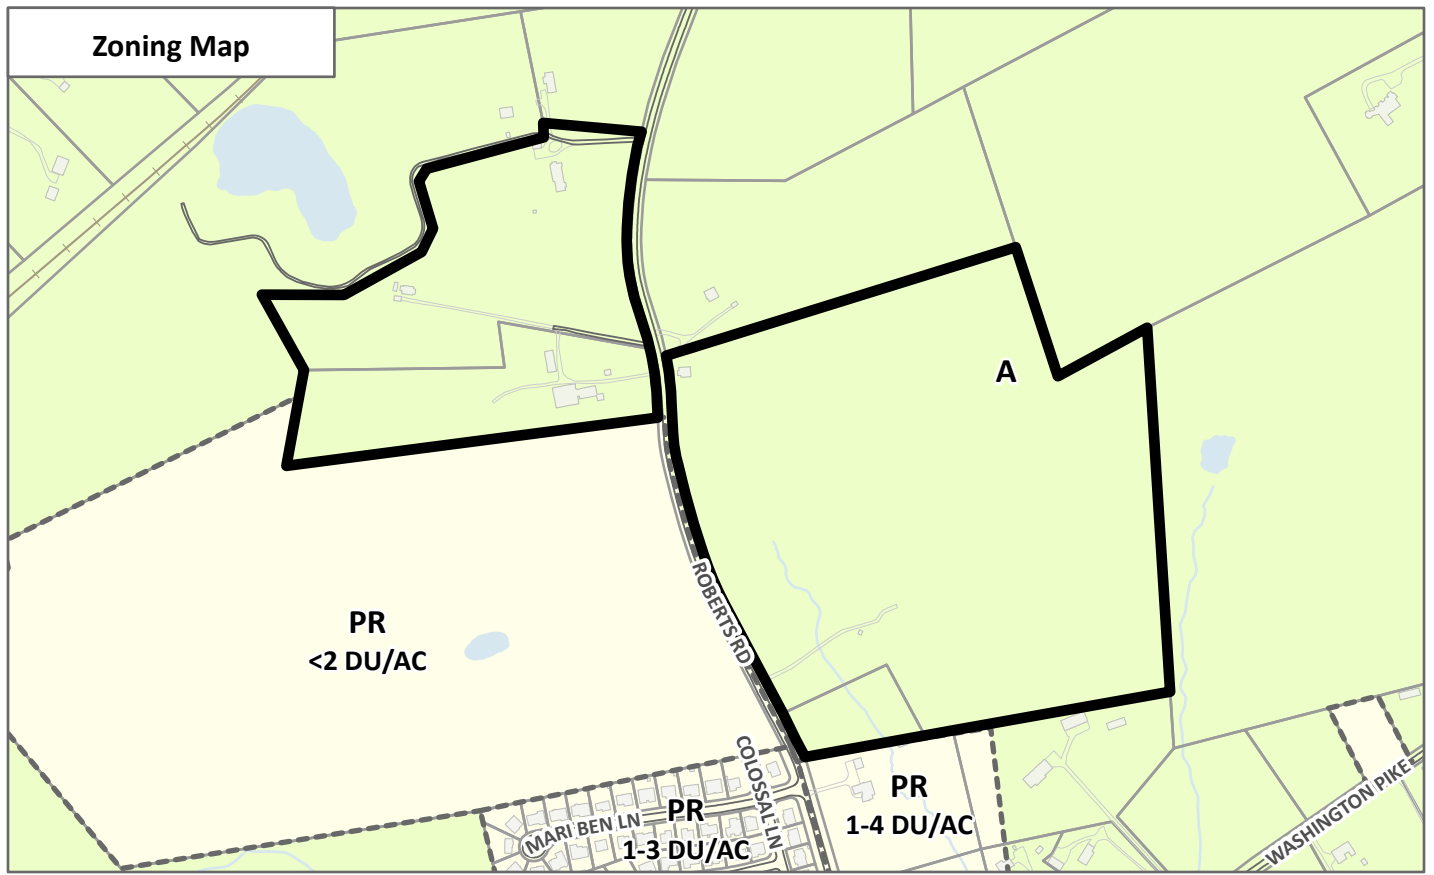 Zoning Map
A
ROBERTS RD
PR
<2 DU/AC
COLOSSAL LN
WASHINGTON PIKE
PR
1-4 DU/AC
MARI BEN LN
PR
1-3 DU/AC